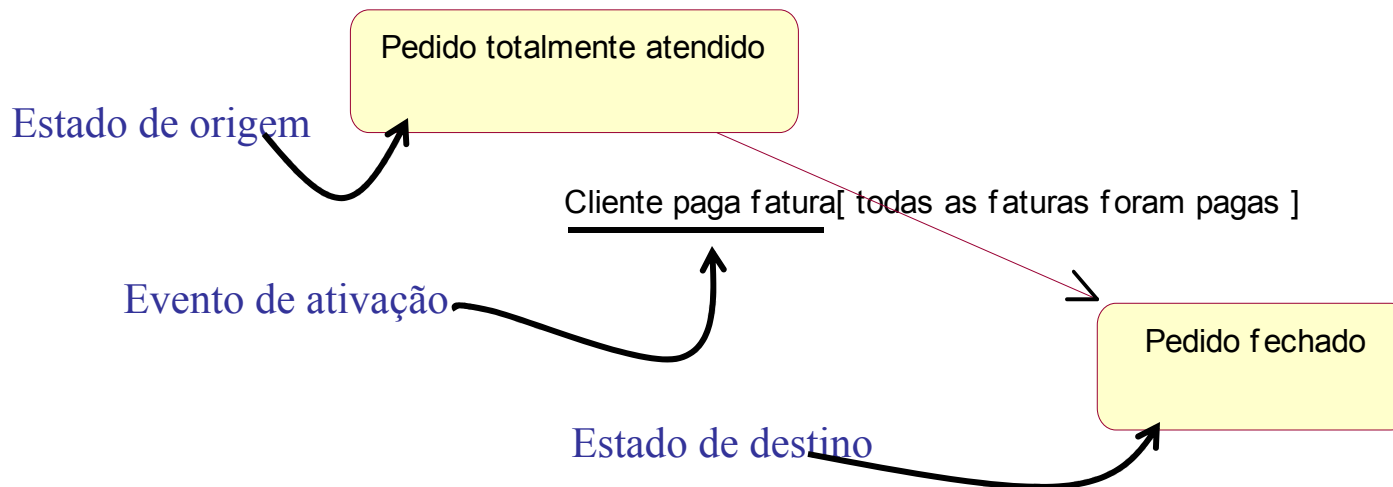 Pedido totalmente atendido
Estado de origem
Cliente paga fatura[ todas as faturas foram pagas ]
Evento de ativação
Pedido fechado
Estado de destino